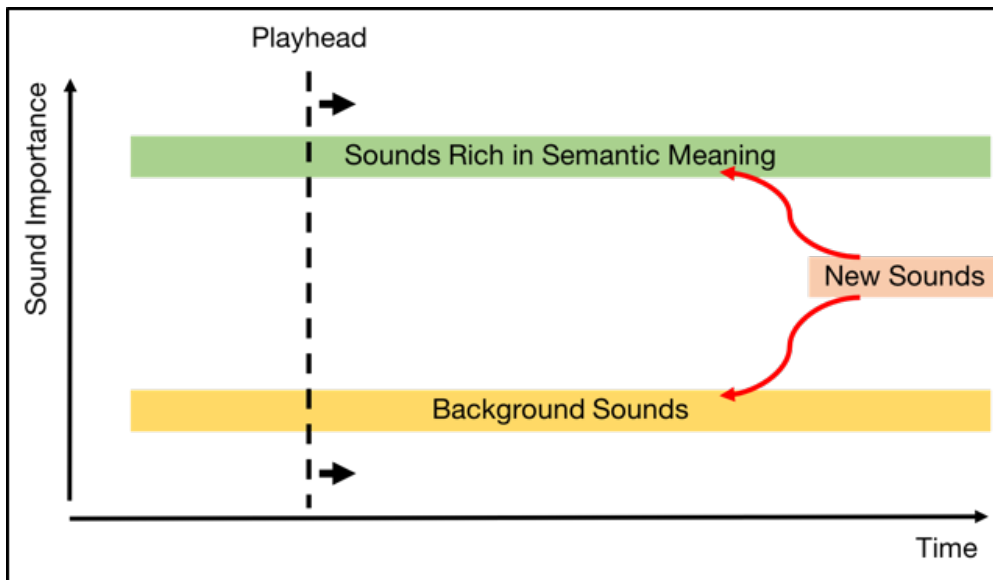 Playhead
Sound Importance
Sounds Rich in Semantic Meaning
New Sounds
Background Sounds
Time